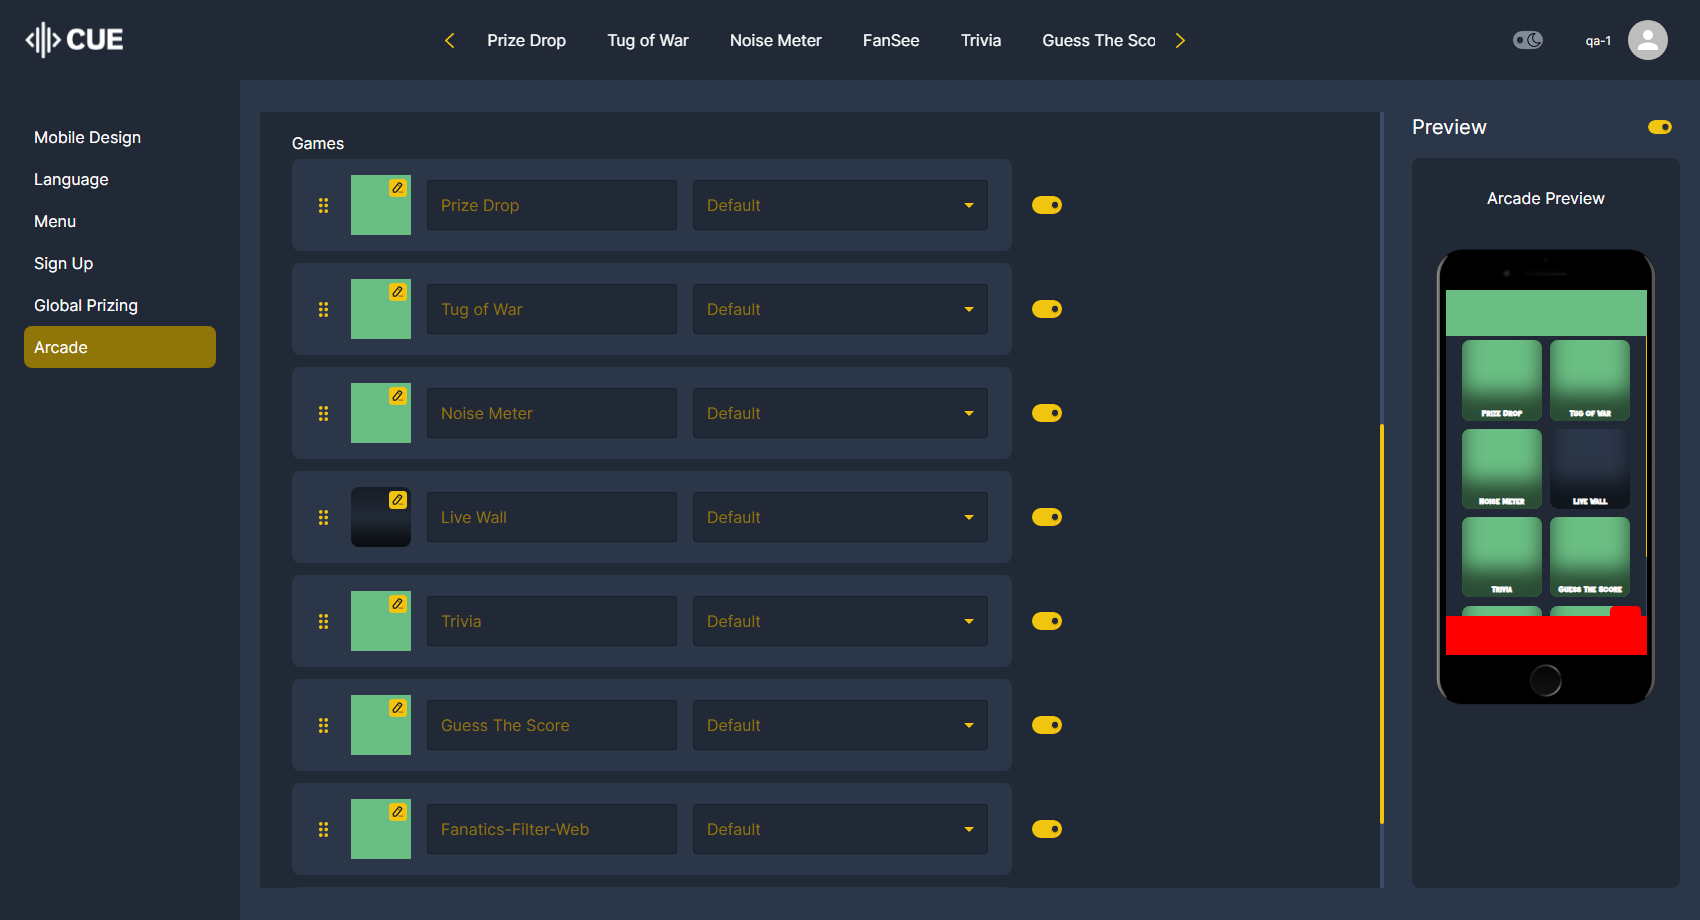 CUE
Prize Drop
Tug of War
Noise Meter
FanSee
Trivia
Guess The Sco
qa-1
Mobile Design
Language
Menu
Sign Up
Global Prizing
Arcade
Games
Prize Drop
Default
Tug of War
Default
Noise Meter
Default
Live Wall
Default
Trivia
Default
Guess The Score
Default
Fanatics-Filter-Web
Default
Preview
Arcade Preview
Prize Drop
Tug of War
Noise Meter
Live Wall
Trivia
Guess The Score